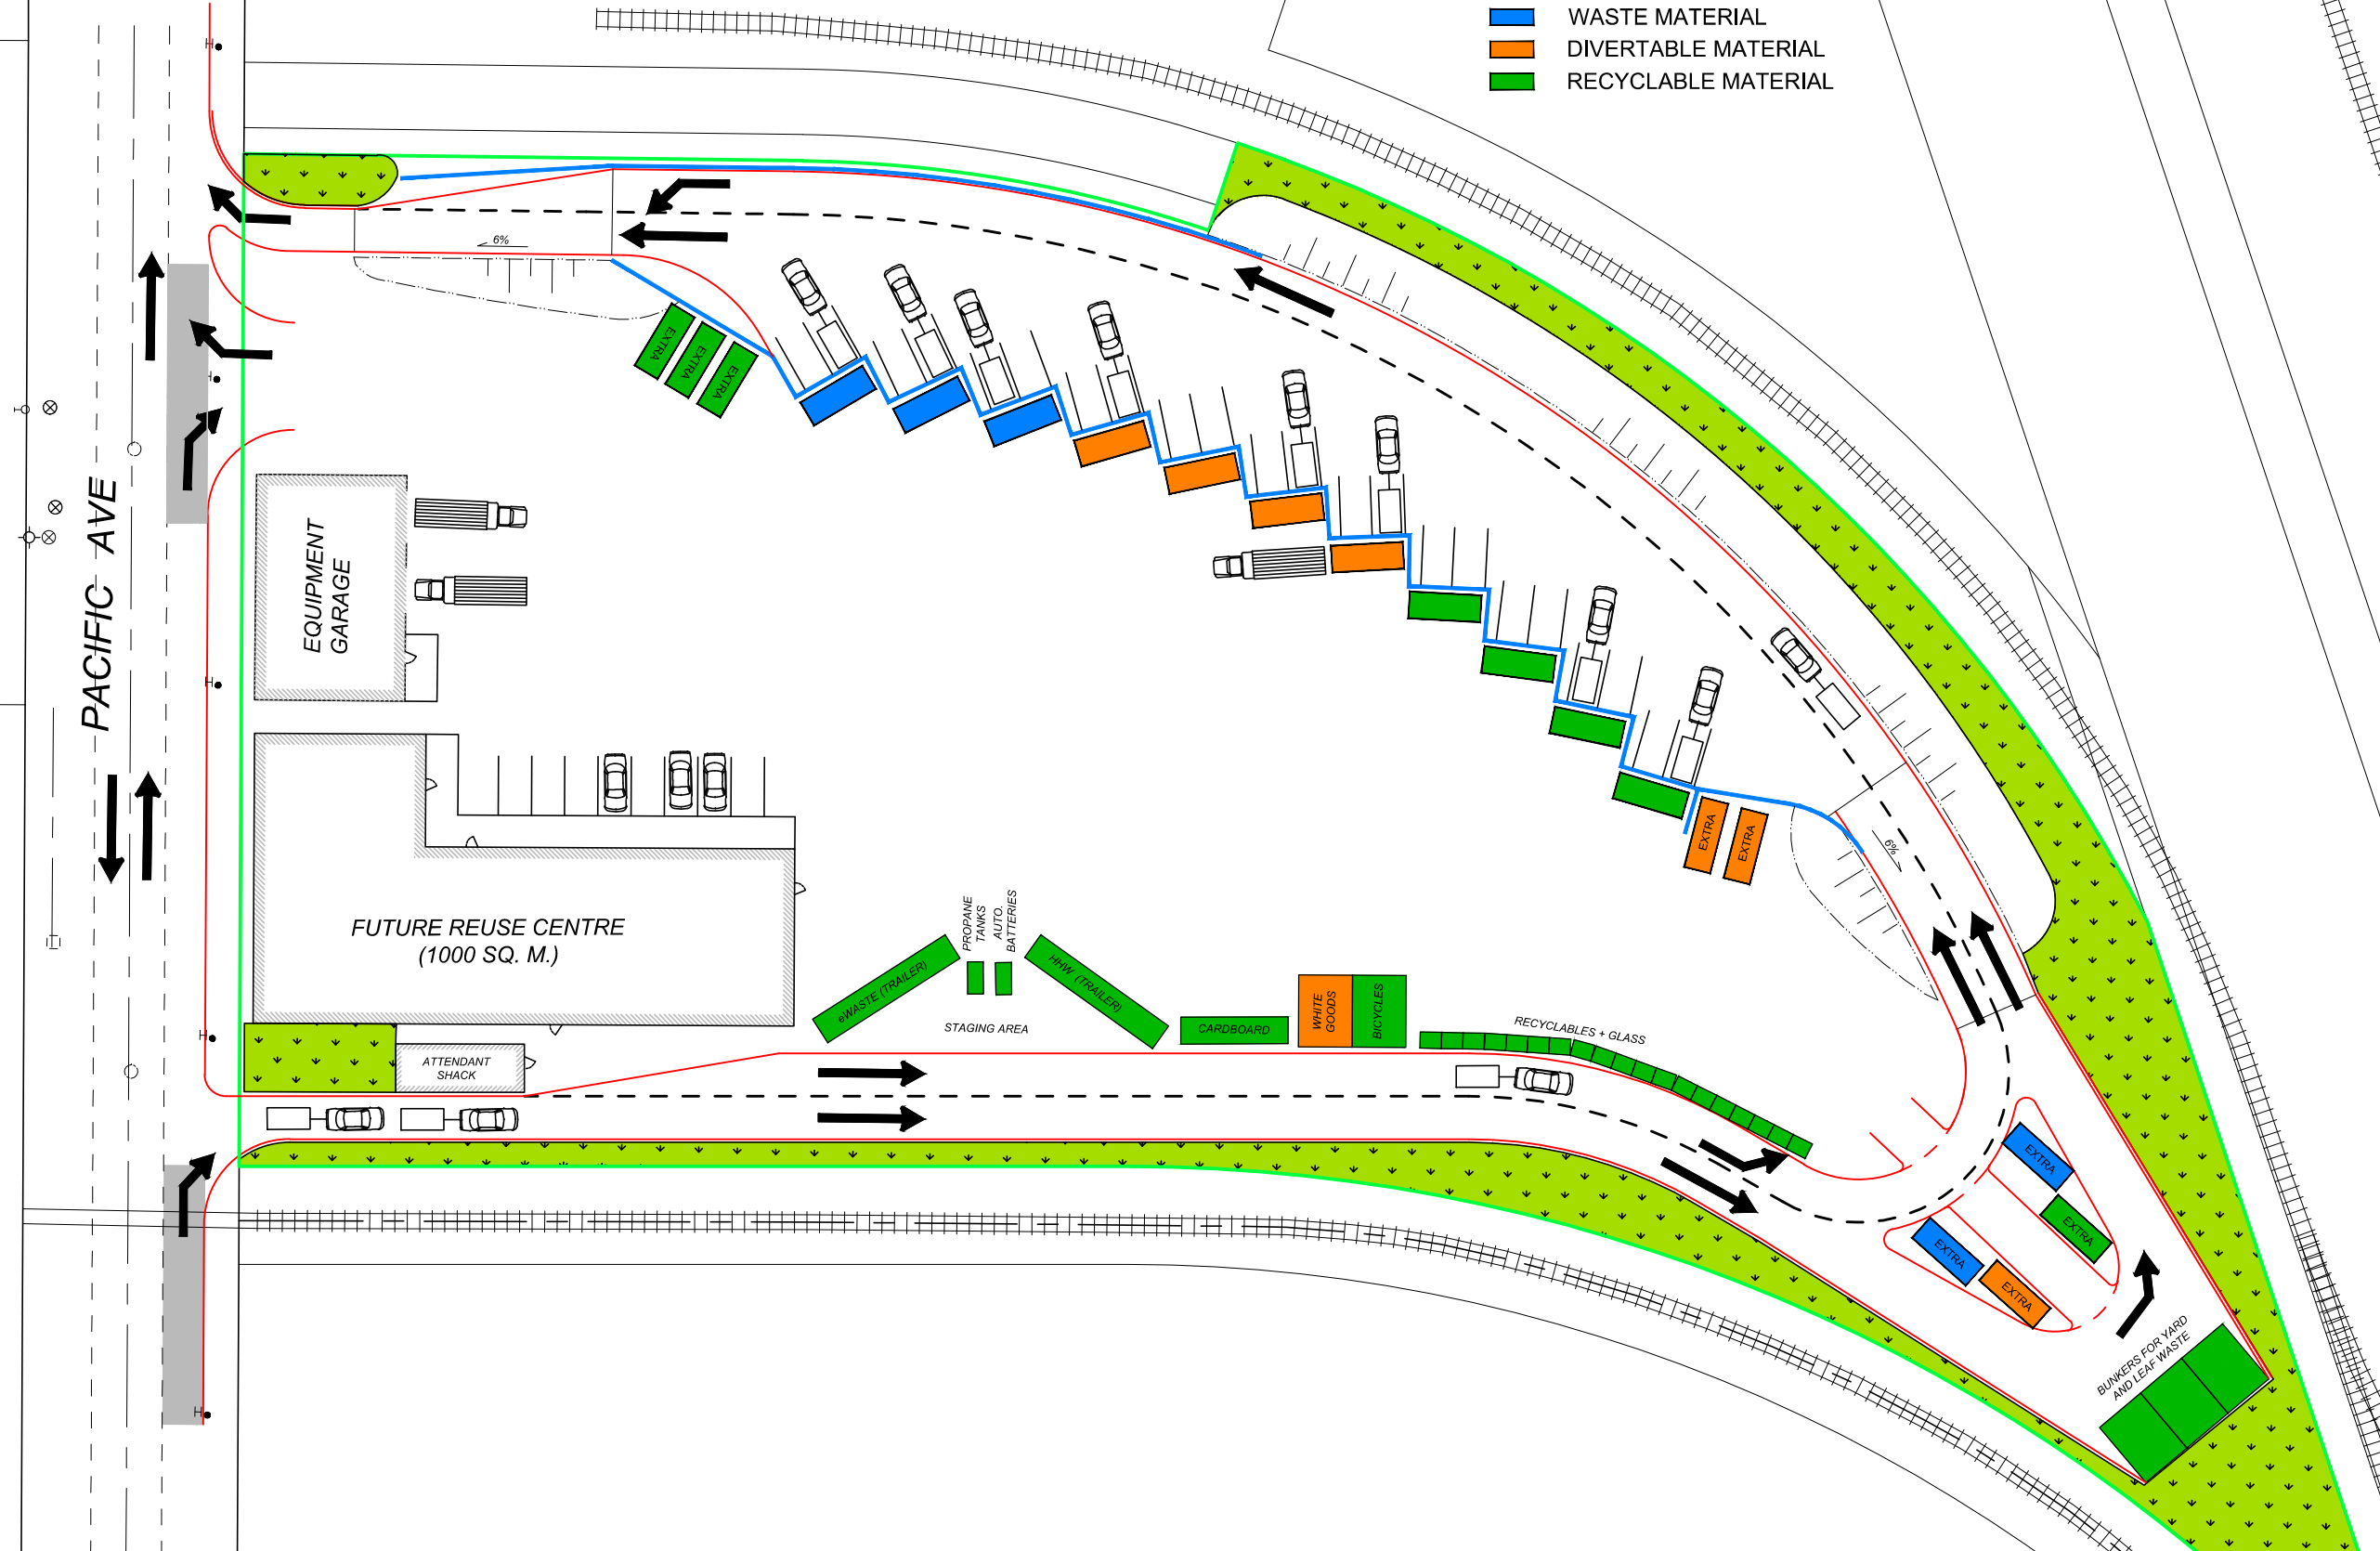 WASTE MATERIAL
DIVERTABLE MATERIAL
RECYCLABLE MATERIAL
6%
EXTRA
EXTRA
EXTRA
PACIFIC AVE
EQUIPMENT
GARAGE
EXTRA
EXTRA
6%
FUTURE REUSE CENTRE
(1000 SQ. M.)
PROPANE
TANKS
AUTO.
BATTERIES
eWASTE (TRAILER)
HHW (TRAILER)
STAGING AREA
CARDBOARD
WHITE
GOODS
BICYCLES
RECYCLABLES + GLASS
ATTENDANT
SHACK
EXTRA
EXTRA
EXTRA
EXTRA
BUNKERS FOR YARD
AND LEAF WASTE